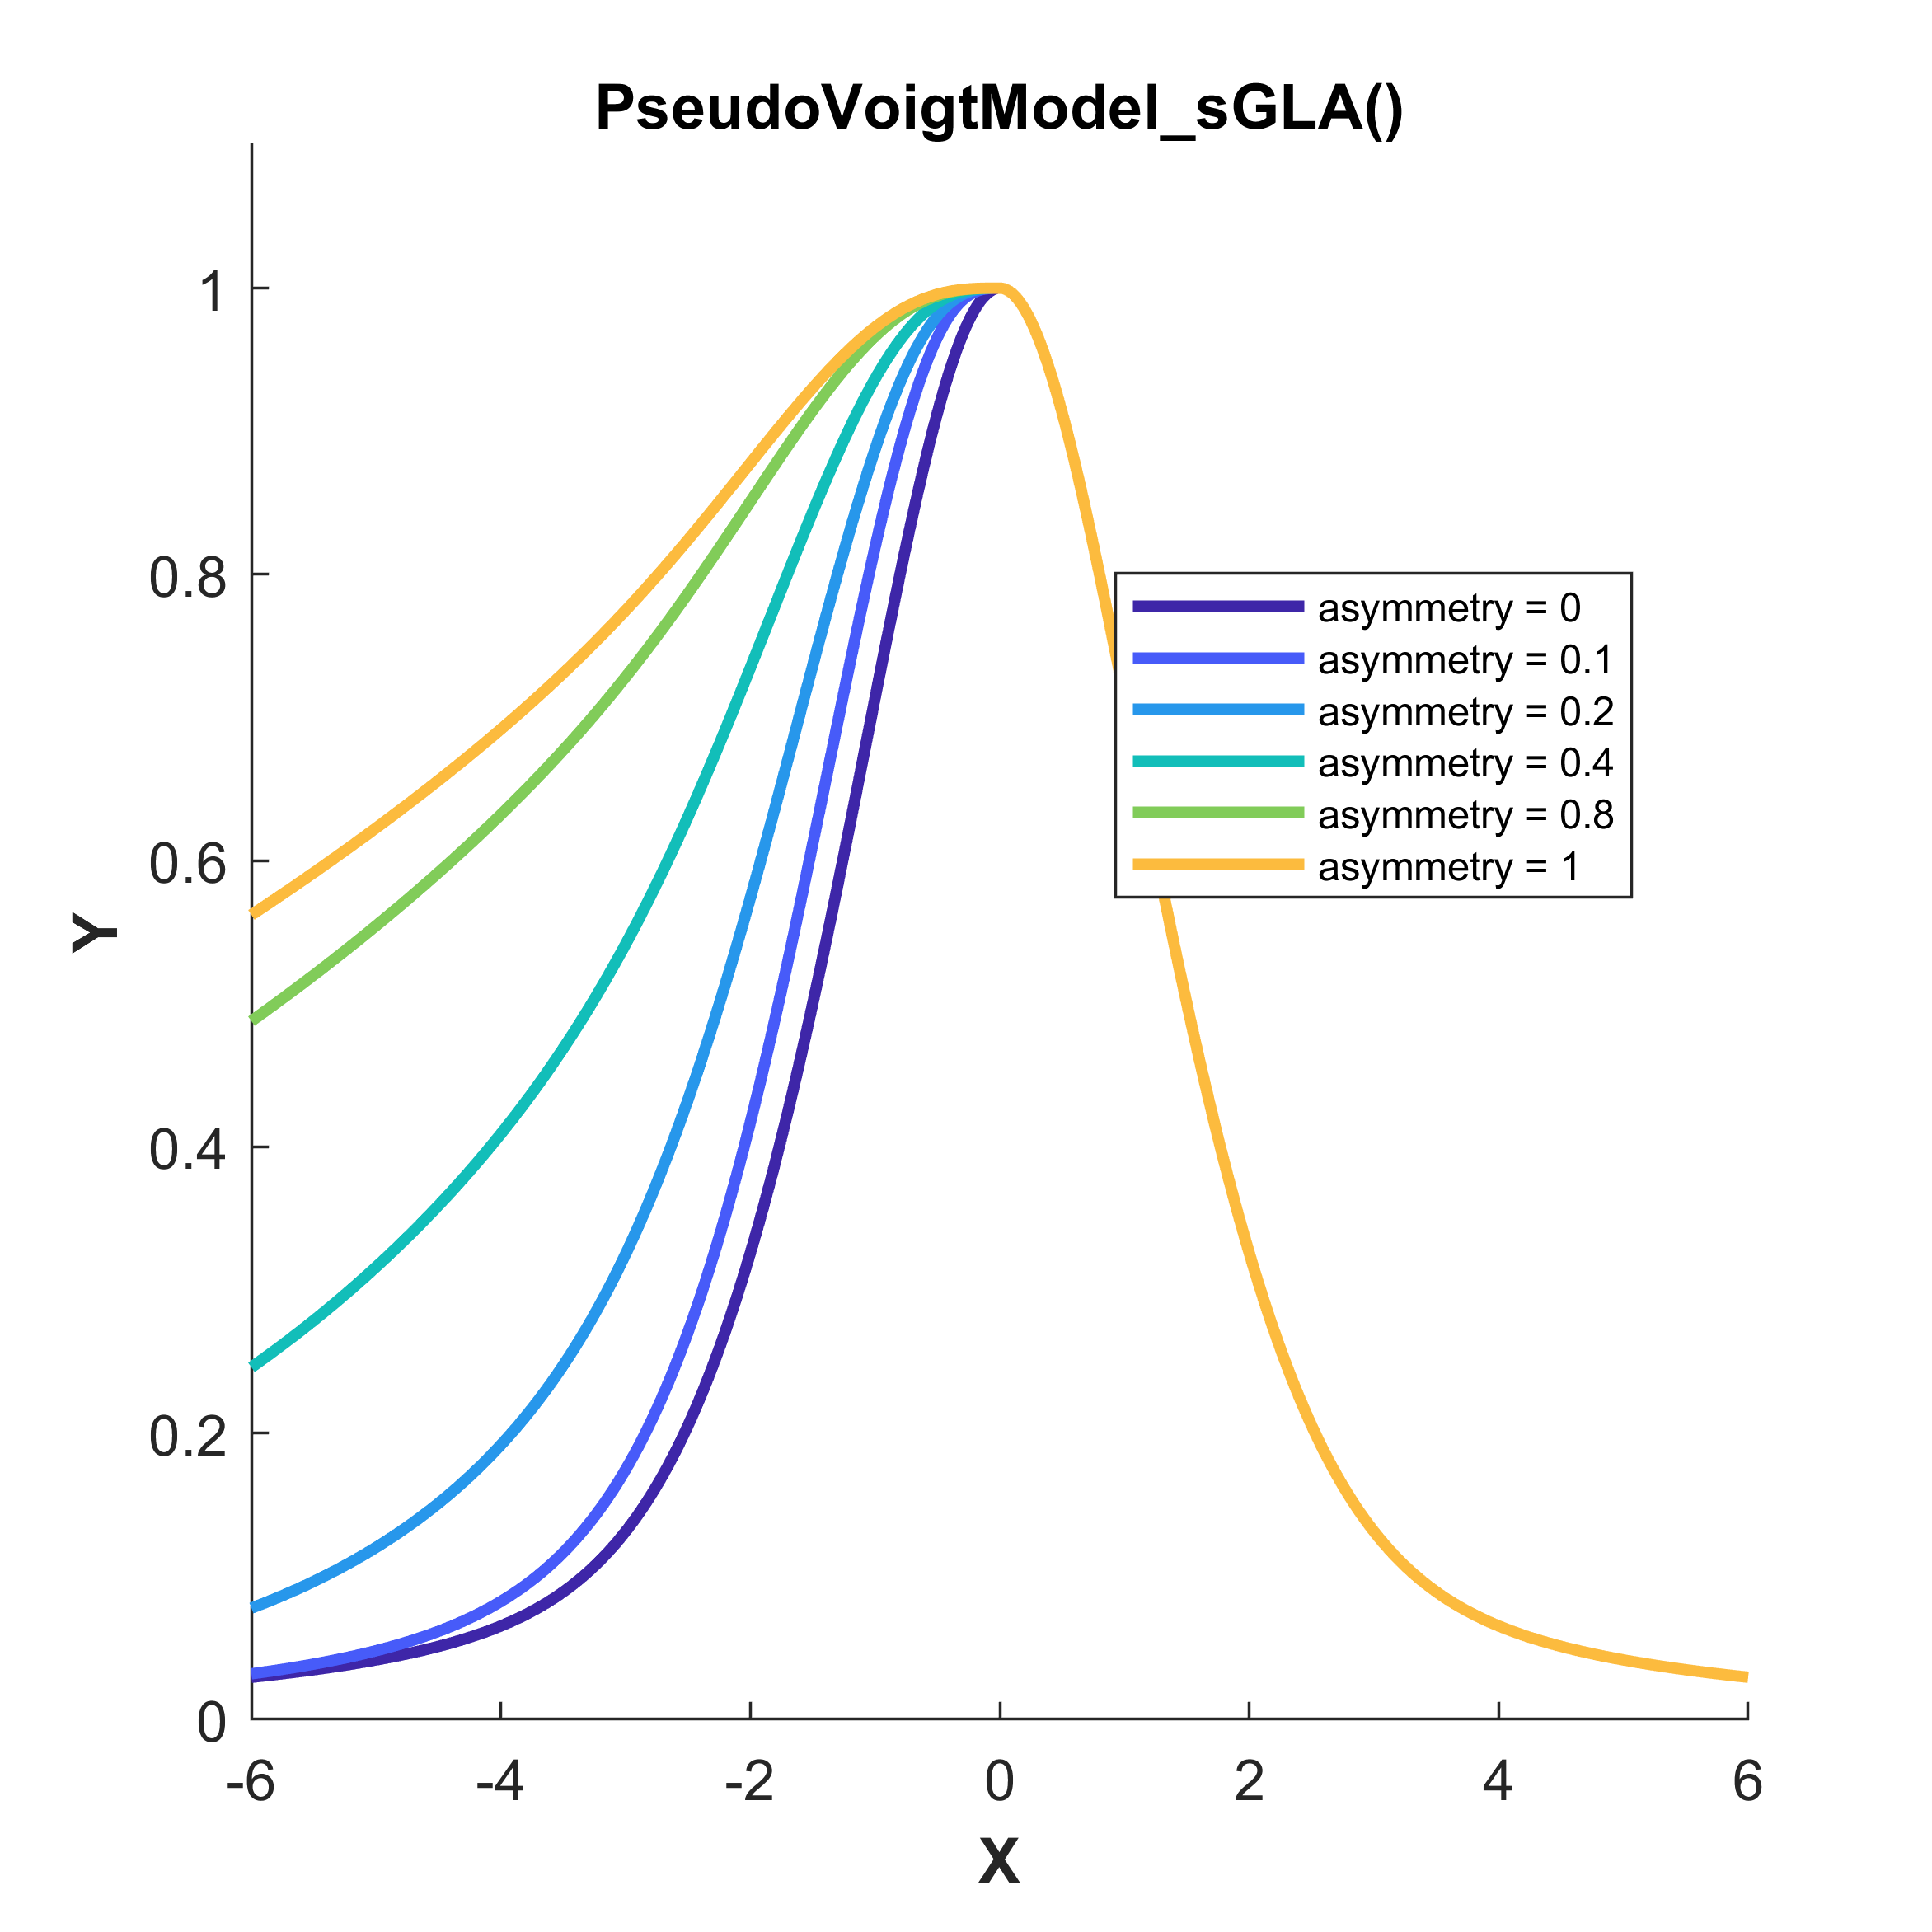 PseudoVoigtModel_sGLA()
1
0.8
0.6
0.4
0.2
0
Y
asymmetry = 0
asymmetry = 0.1
asymmetry = 0.2
asymmetry = 0.4
asymmetry = 0.8
asymmetry = 1
-6 -4 -2 0 2 4 6
X